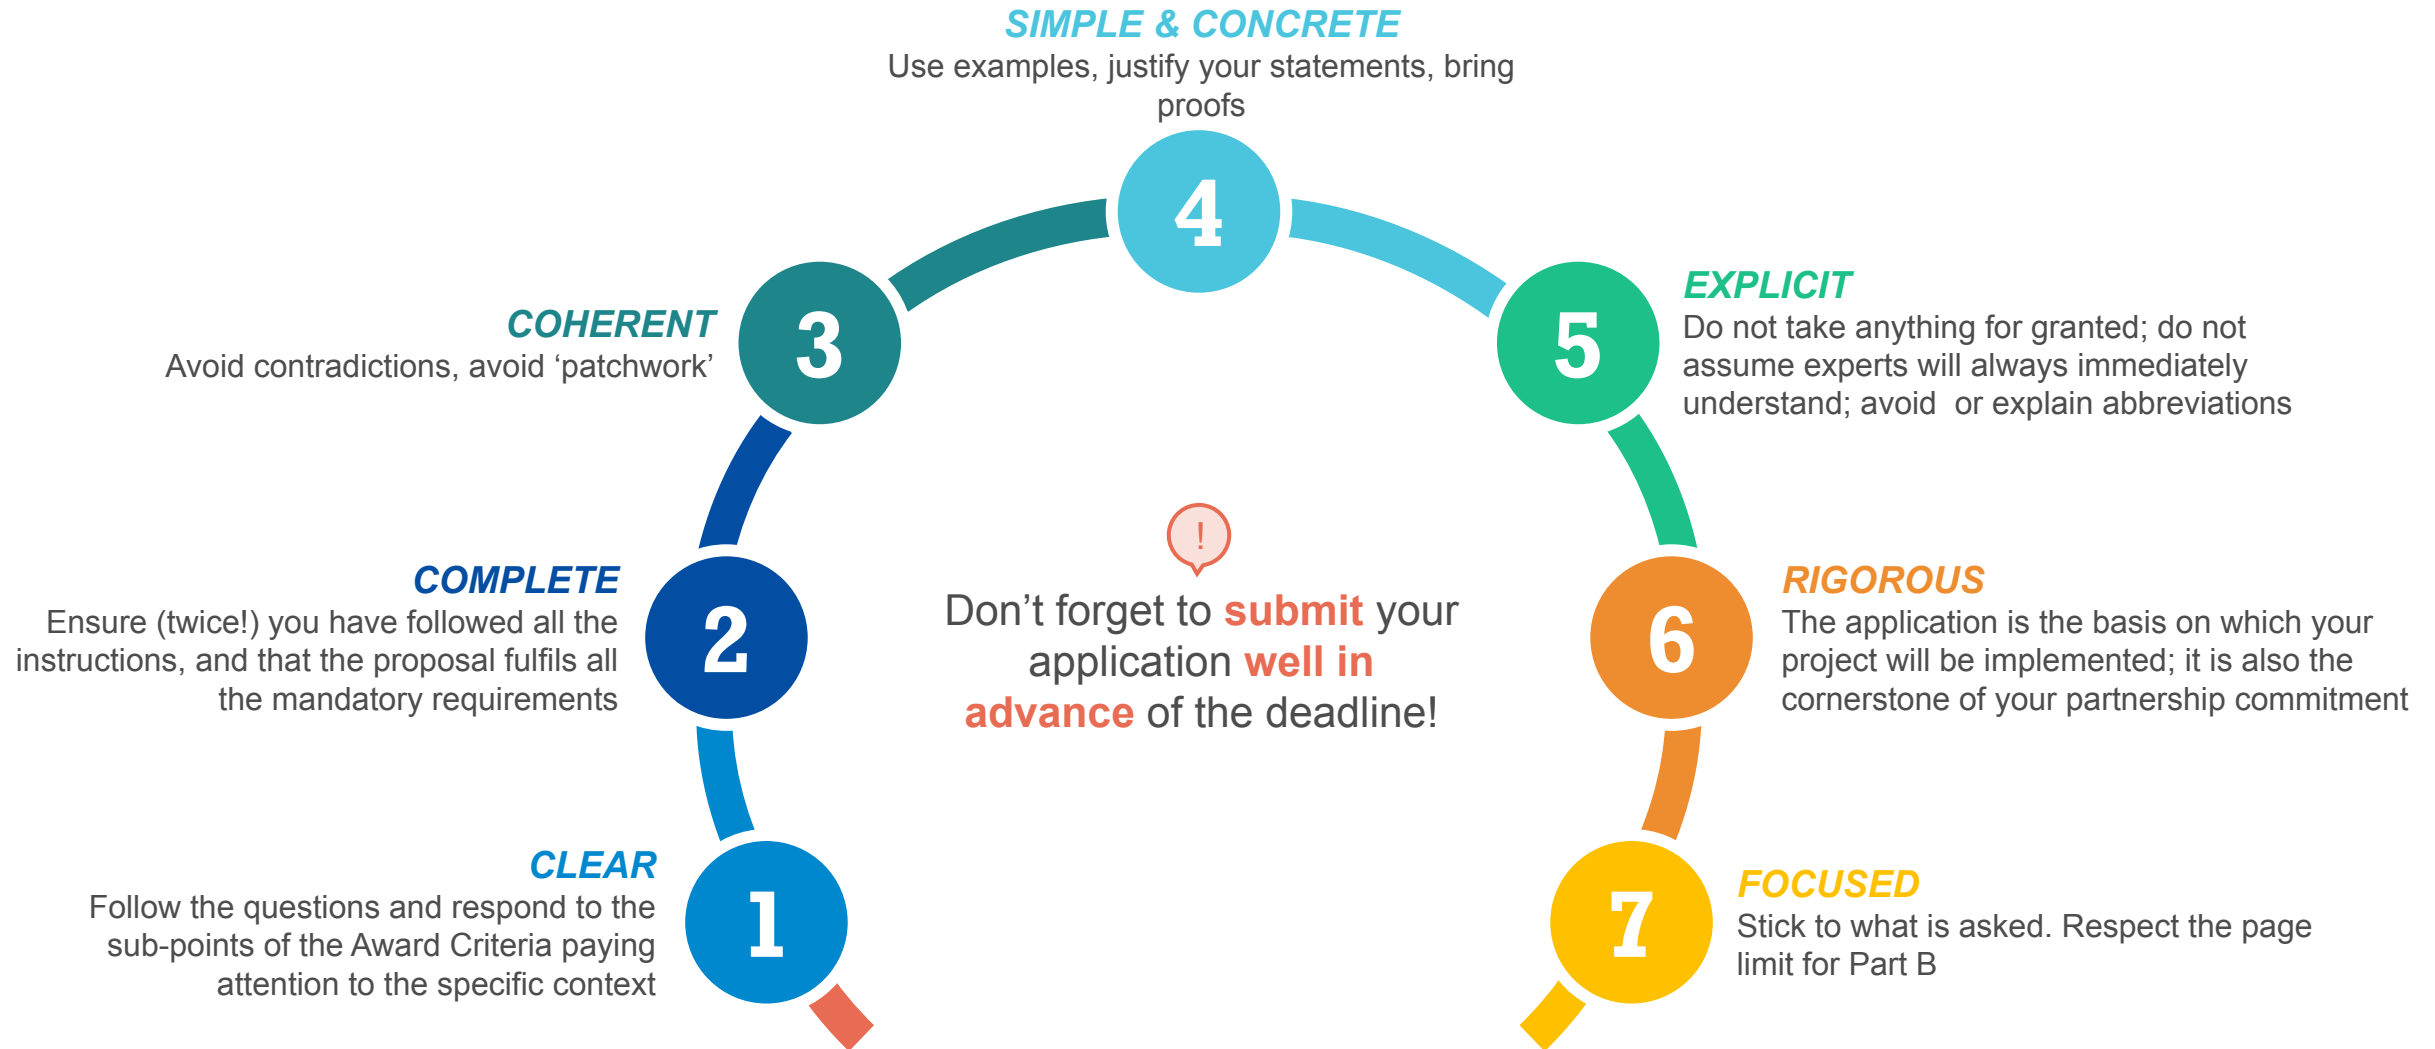 SIMPLE & CONCRETE
Use examples, justify your statements, bring
proofs
4
3
COHERENT
Avoid contradictions, avoid ‘patchwork’
5
EXPLICIT
Do not take anything for granted; do not
assume experts will always immediately
understand; avoid  or explain abbreviations
2
COMPLETE
Ensure (twice!) you have followed all the
instructions, and that the proposal fulfils all
the mandatory requirements
!
Don’t forget to submit your
application well in
advance of the deadline!
6
RIGOROUS
The application is the basis on which your
project will be implemented; it is also the
cornerstone of your partnership commitment
1
CLEAR
Follow the questions and respond to the
sub-points of the Award Criteria paying
attention to the specific context
7
FOCUSED
Stick to what is asked. Respect the page
limit for Part B